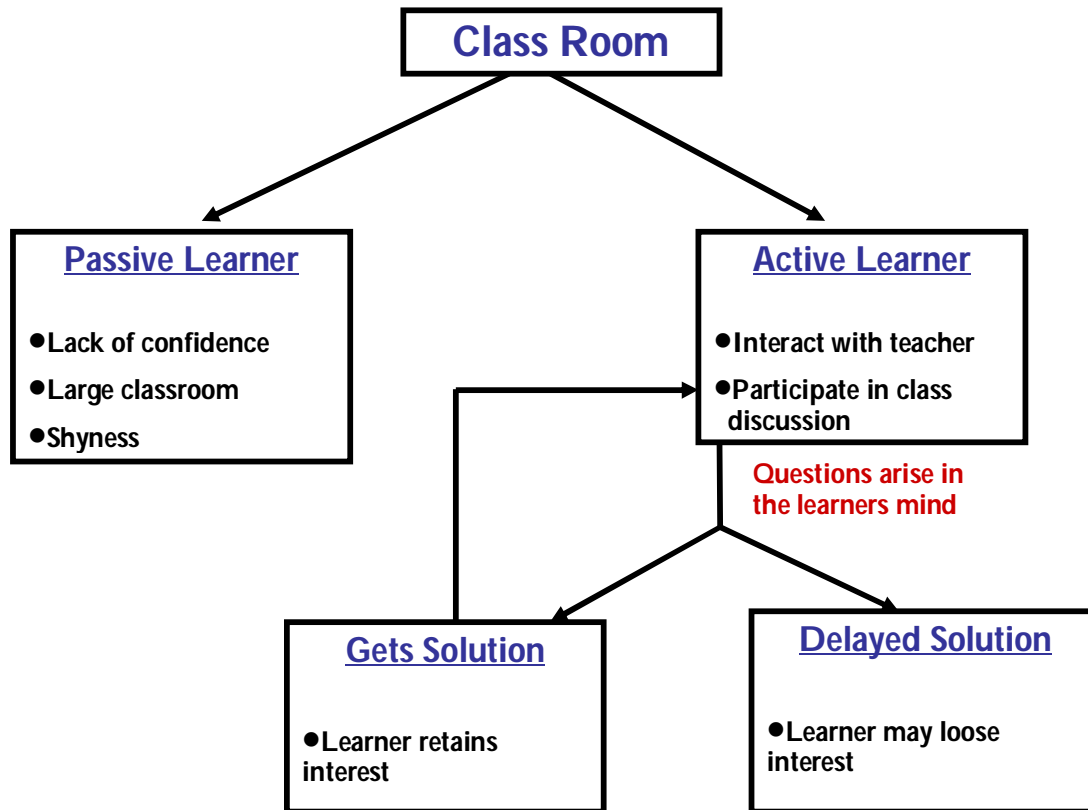 Class Room
Passive Learner
●Lack of confidence
●Large classroom
●Shyness
Active Learner
●Interact with teacher
●Participate in class
discussion
Questions arise in
the learners mind
Gets Solution
●Learner retains
interest
Delayed Solution
●Learner may loose
interest